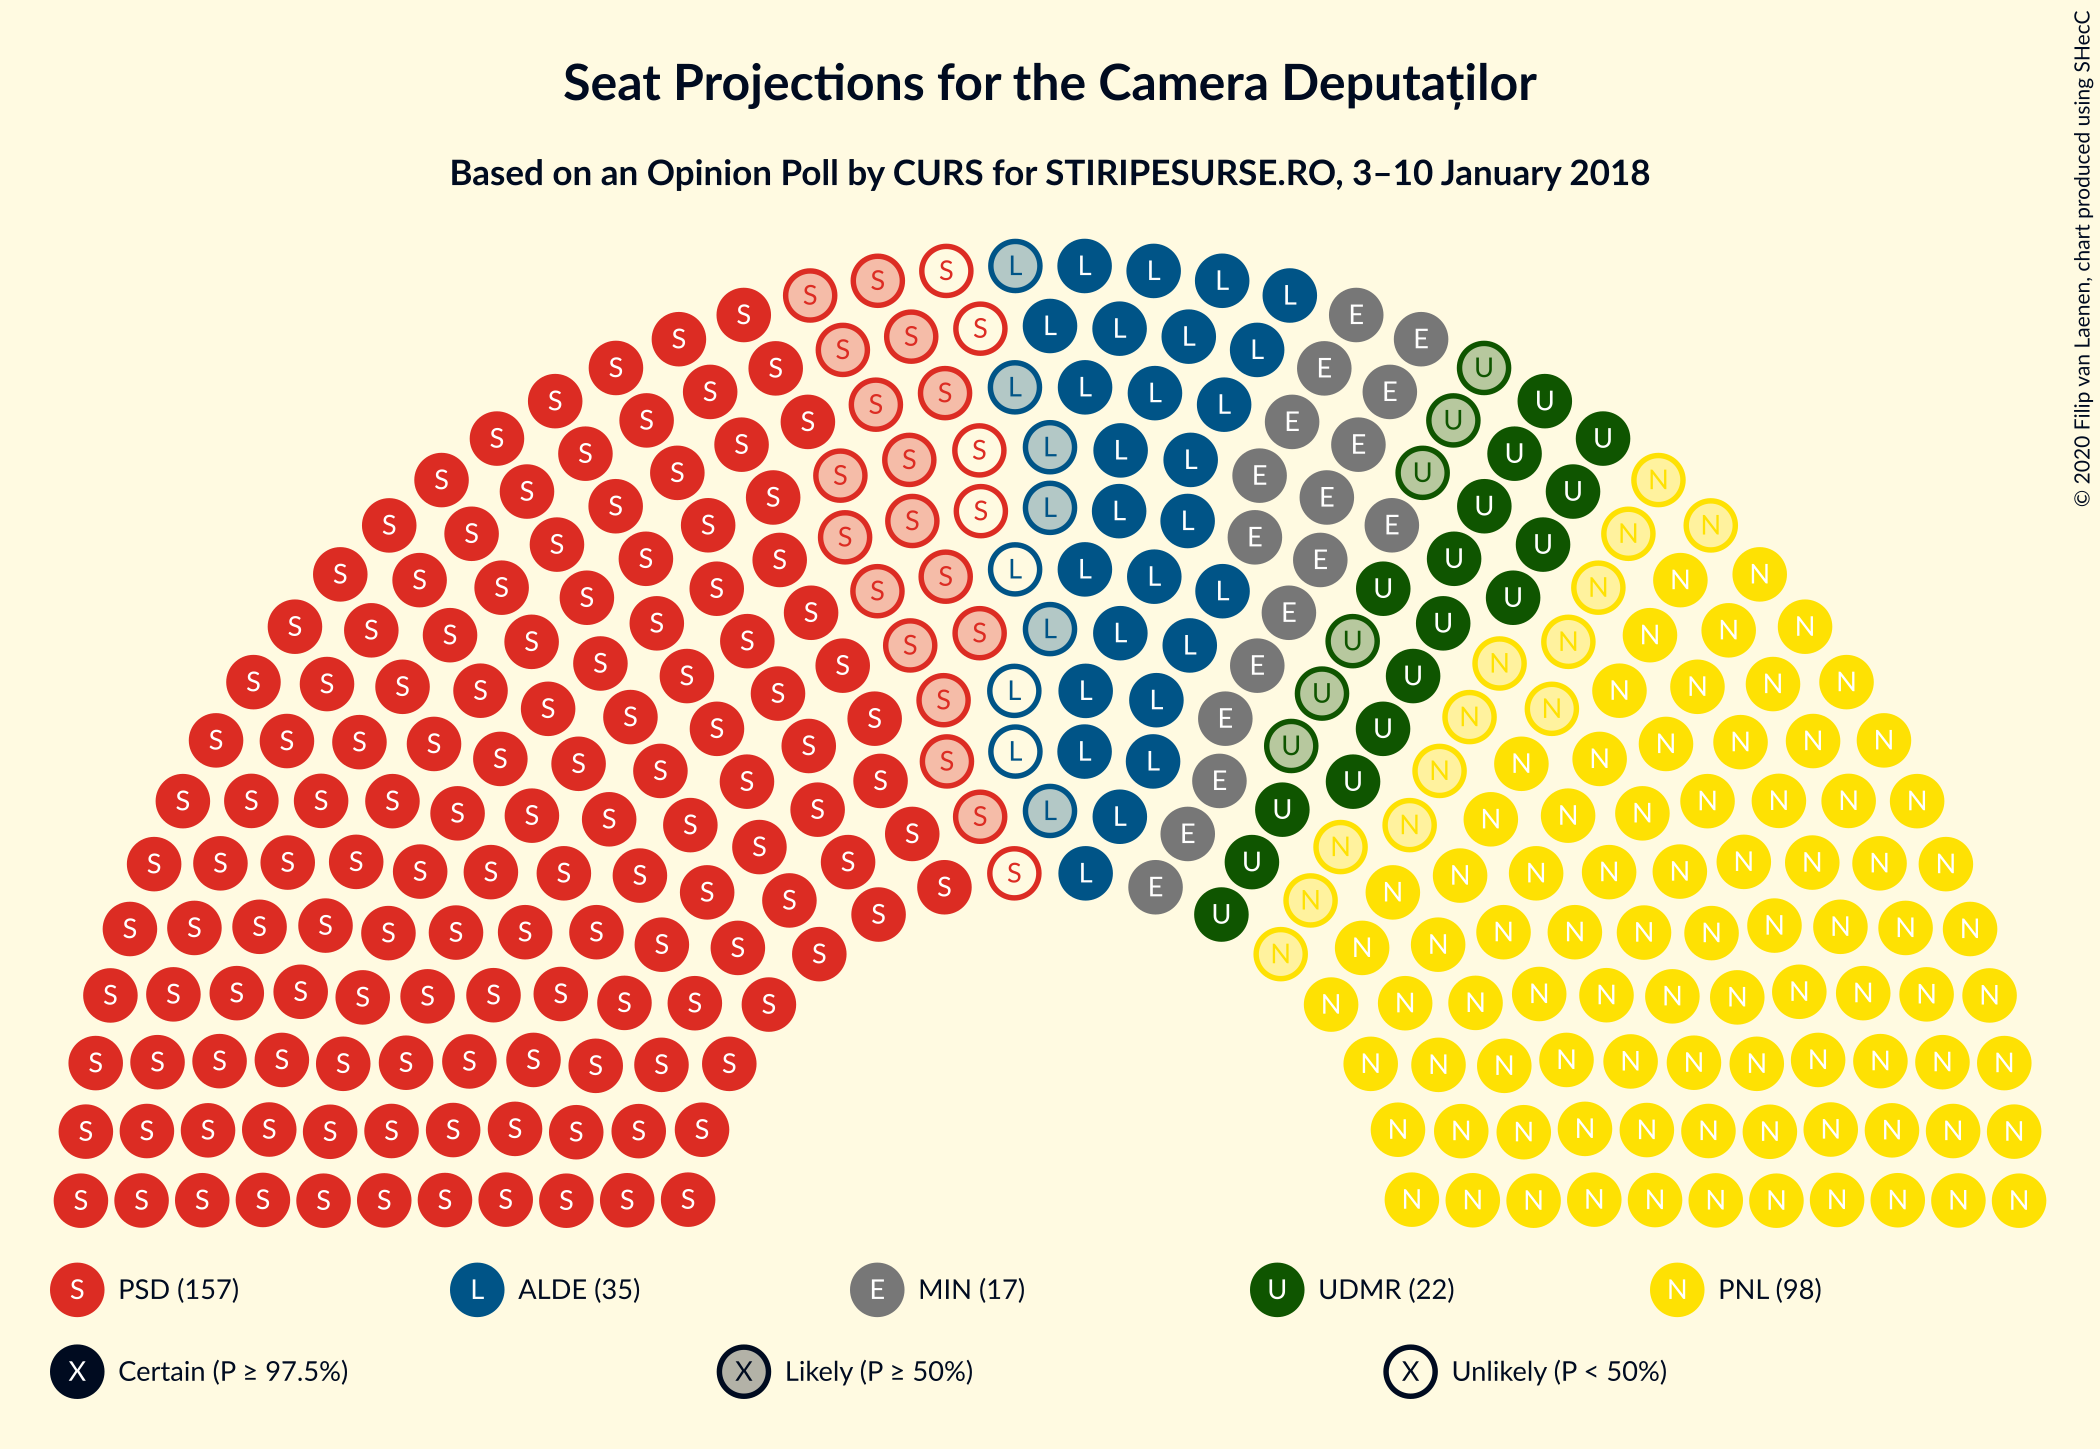 Seat Projections for the Camera Deputaților
Based on an Opinion Poll by CURS for STIRIPESURSE.RO, 3–10 January 2018
© 2020 Filip van Laenen, chart produced using SHecC
S PSD (157) L ALDE (35) E MIN (17) U UDMR (22) N PNL (98)
X Certain (P ≥ 97.5%) X Likely (P ≥ 50%) X Unlikely (P < 50%)